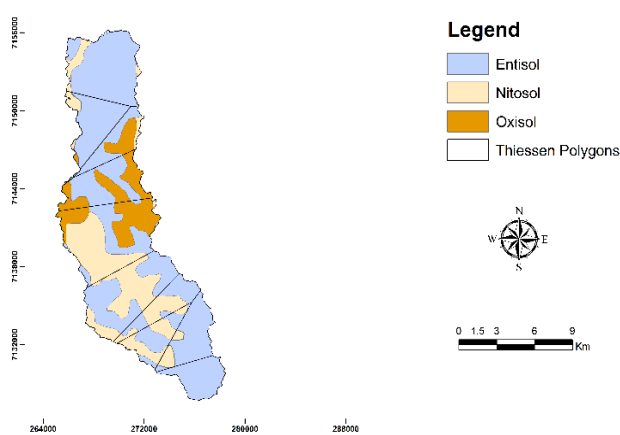 Legend
Entisol
Nitosol
Oxisol
Thiessen Polygons
N
W E
S
0 1.5 3 6 9
Km
7156000
7150000
7144000
7138000
7132000
264000 272000 280000 288000